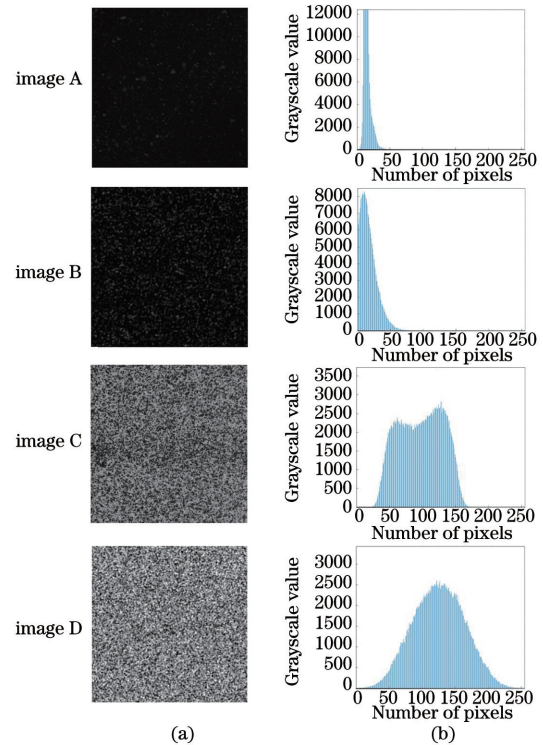 image A
Grayscale value
12000
10000
8000
6000
4000
2000
0
50 100 150 200 250
Number of pixels
image B
Grayscale value
8000
7000
6000
5000
4000
3000
2000
1000
0
0 50 100 150 200 250
Number of pixels
image C
Grayscale value
3500
3000
2500
2000
1500
1000
500
0
0 50 100 150 200 250
Number of pixels
image D
Grayscale value
3000
2500
2000
1500
1000
500
0
0 50 100 150 200 250
Number of pixels
(a) (b)